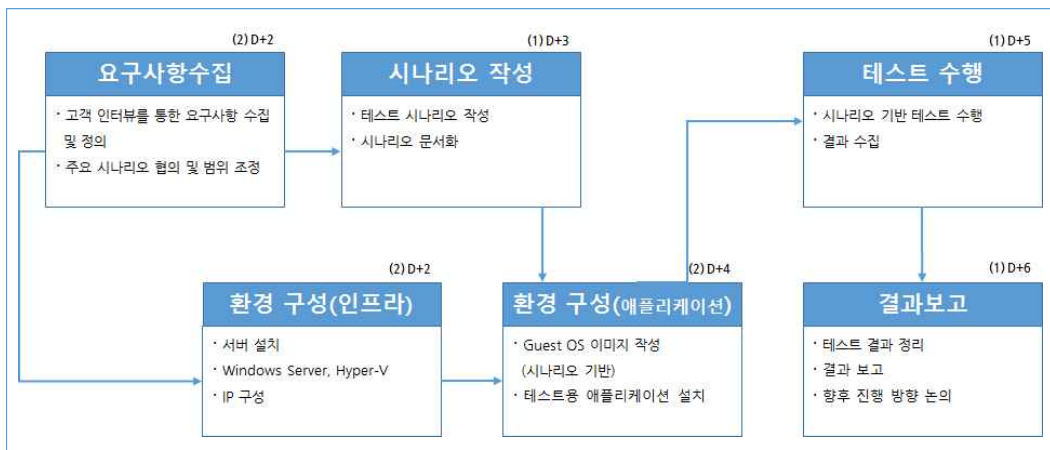 (2) D+2
요구사항수집
· 고객 인터뷰를 통한 요구사항 수집
및 정의
· 주요 시나리오 협의 및 범위 조정
(1) D+3
시나리오 작성
· 테스트 시나리오 작성
· 시나리오 문서화
(1) D+5
테스트 수행
· 시나리오 기반 테스트 수행
· 결과 수집
(2) D+2
환경 구성(인프라)
· 서버 설치
· Windows Server, Hyper-V
· IP 구성
(2) D+4
환경 구성(애플리케이션)
· Guest OS 이미지 작성
(시나리오 기반)
· 테스트용 애플리케이션 설치
(1) D+6
결과보고
· 테스트 결과 정리
· 결과 보고
· 향후 진행 방향 논의